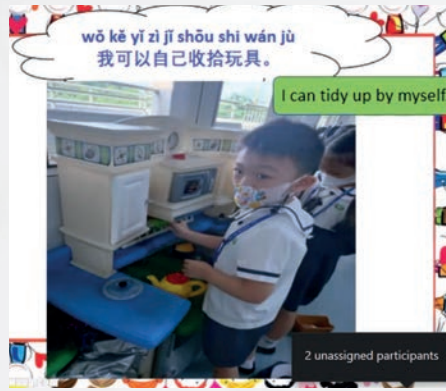 wǒ kě yǐ zì jǐ shōu shi wán jù
我可以自己收拾玩具。
I can tidy up by myself
2 unassigned participants